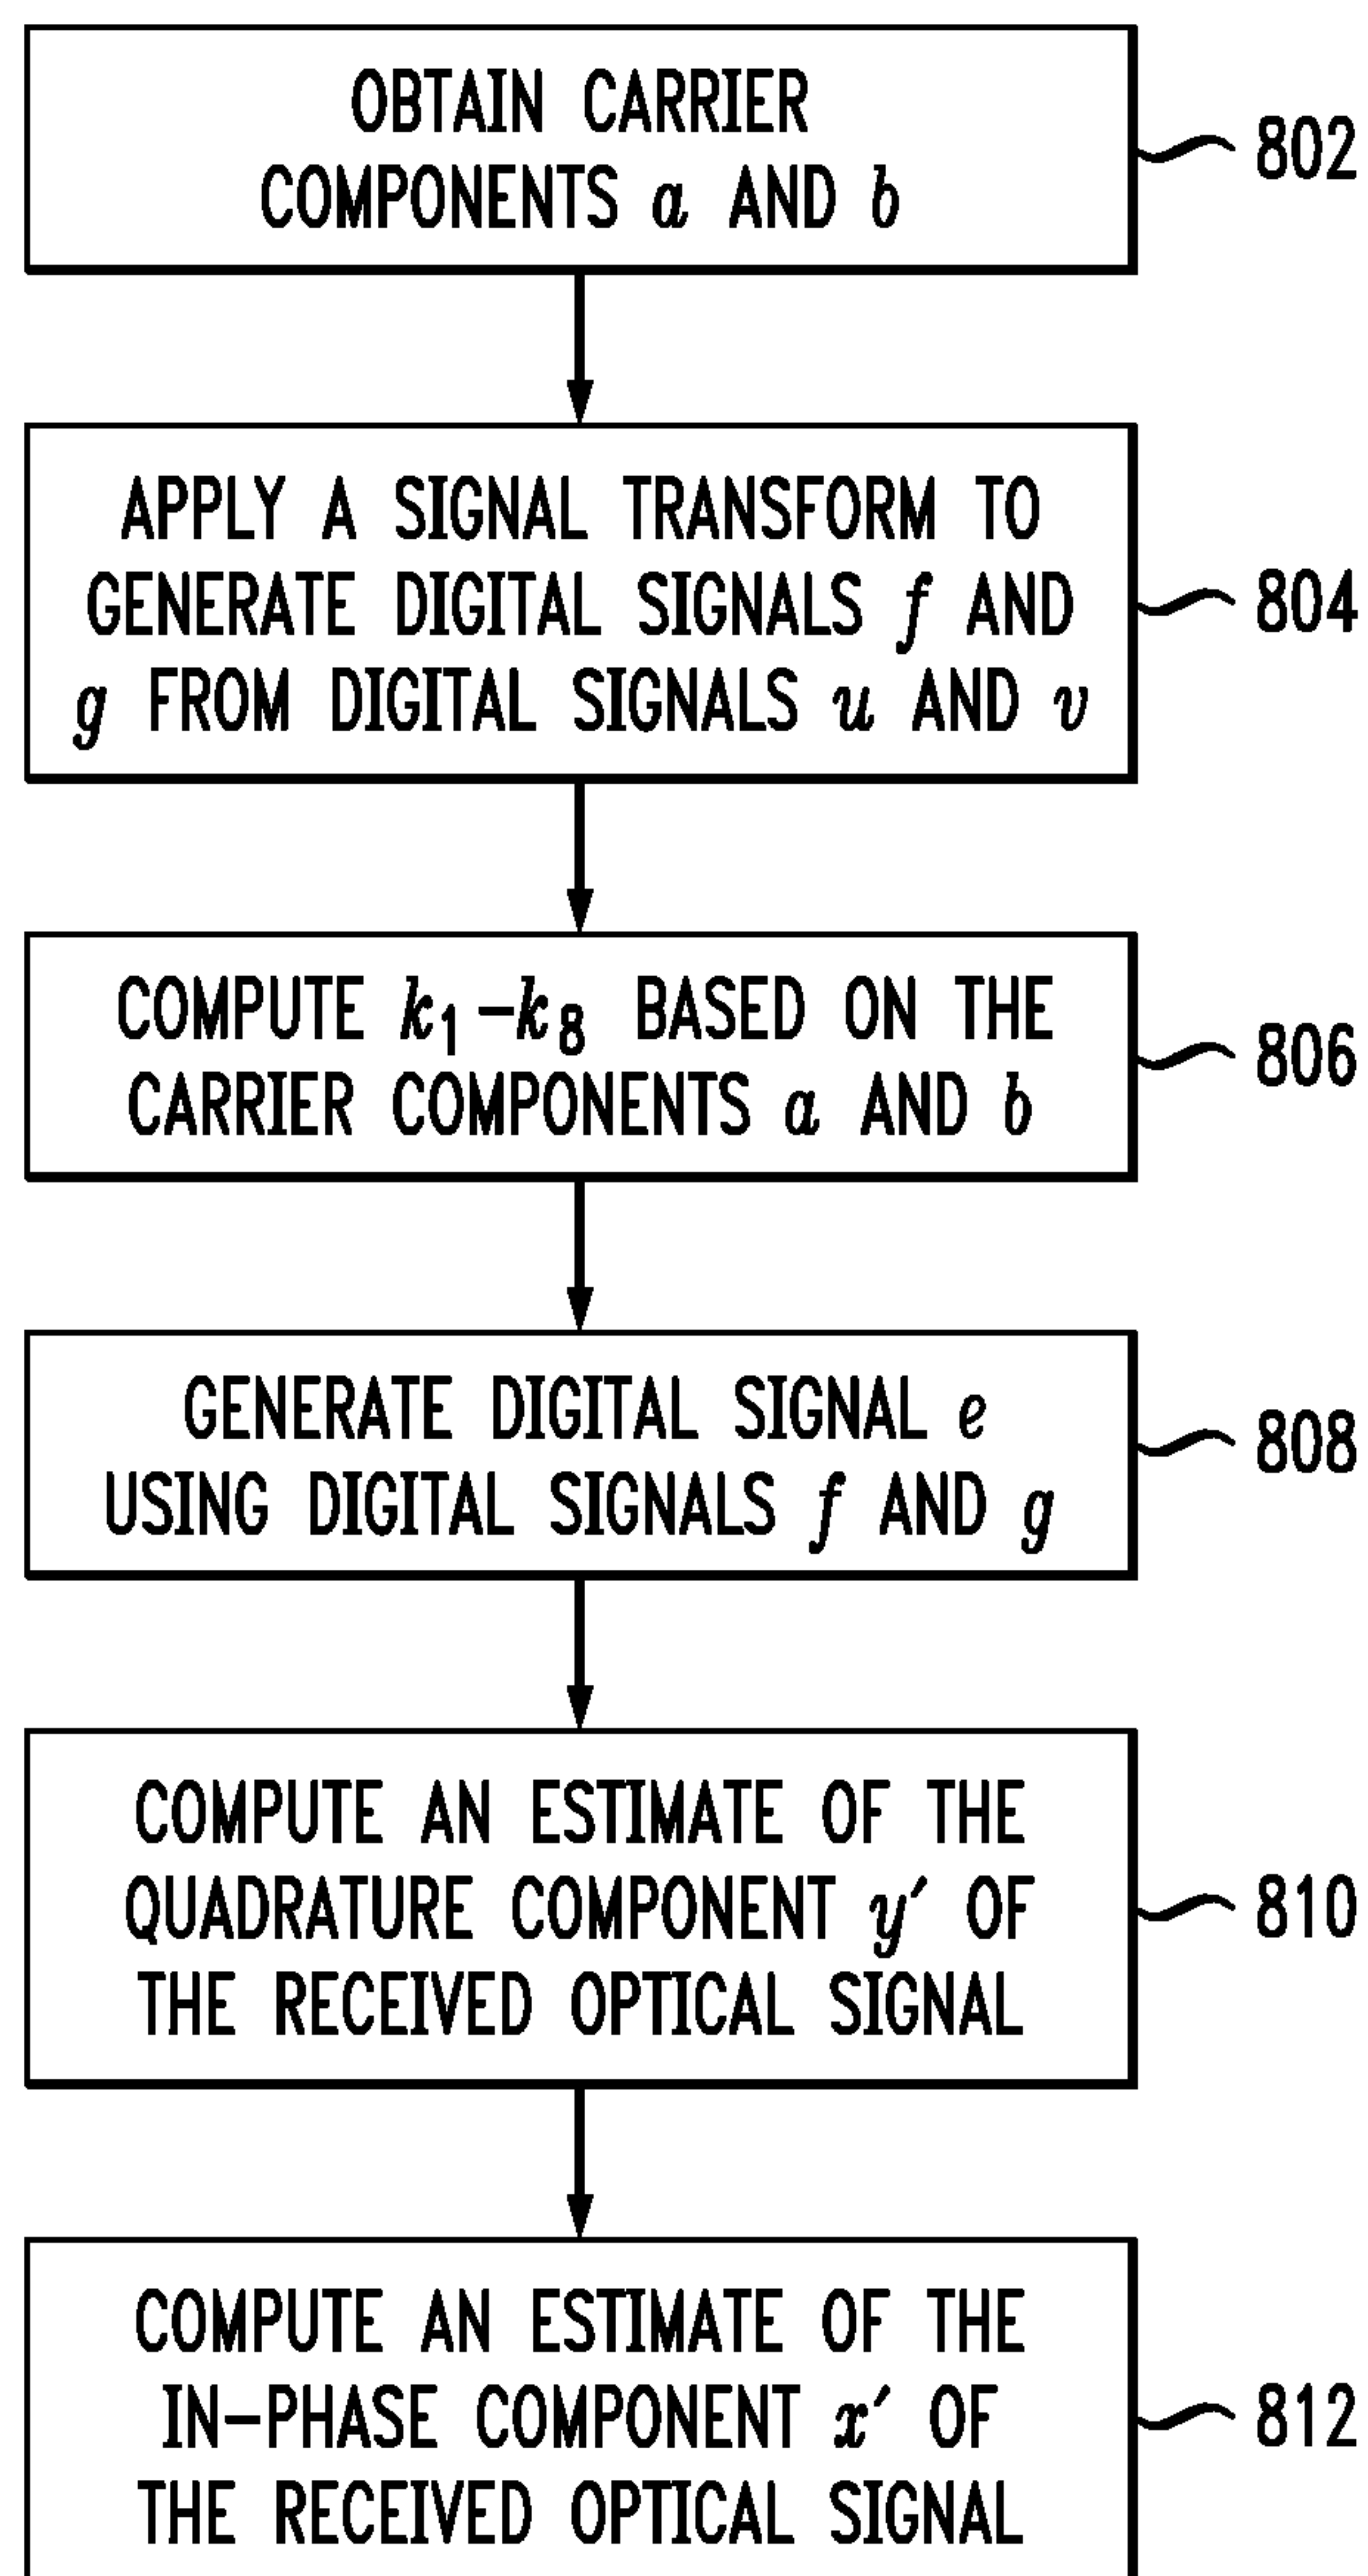 OBTAIN CARRIER
COMPONENTS a AND b
802
APPLY A SIGNAL TRANSFORM TO
GENERATE DIGITAL SIGNALS f AND
g FROM DIGITAL SIGNALS u AND v
804
COMPUTE k1-k8 BASED ON THE
CARRIER COMPONENTS a AND b
806
GENERATE DIGITAL SIGNAL e
USING DIGITAL SIGNALS f AND g
808
COMPUTE AN ESTIMATE OF THE
QUADRATURE COMPONENT y′ OF
THE RECEIVED OPTICAL SIGNAL
810
COMPUTE AN ESTIMATE OF THE
IN-PHASE COMPONENT x′ OF
THE RECEIVED OPTICAL SIGNAL
812